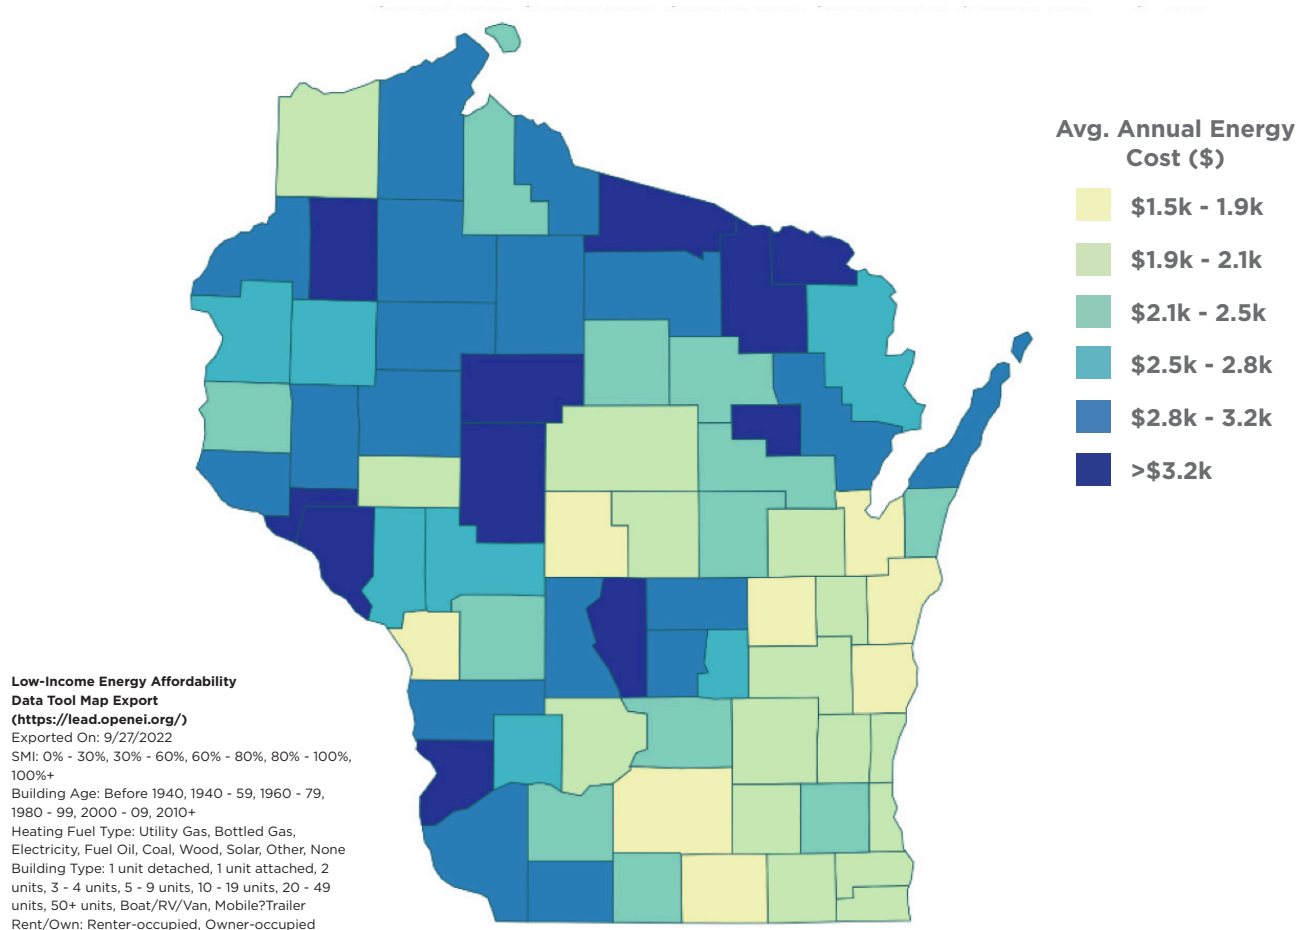 Avg. Annual Energy
Cost ($)
$1.5k - 1.9k
$1.9k - 2.1k
$2.1k - 2.5k
$2.5k - 2.8k
$2.8k - 3.2k
>$3.2k
Low-Income Energy Affordability
Data Tool Map Export
(https://lead.openei.org/)
Exported On: 9/27/2022
SMI: 0% - 30%, 30% - 60%, 60% - 80%, 80% - 100%,
100%+
Building Age: Before 1940, 1940 - 59, 1960 - 79,
1980 - 99, 2000 - 09, 2010+
Heating Fuel Type: Utility Gas, Bottled Gas,
Electricity, Fuel Oil, Coal, Wood, Solar, Other, None
Building Type: 1 unit detached, 1 unit attached, 2
units, 3 - 4 units, 5 - 9 units, 10 - 19 units, 20 - 49
units, 50+ units, Boat/RV/Van, Mobile?Trailer
Rent/Own: Renter-occupied, Owner-occupied